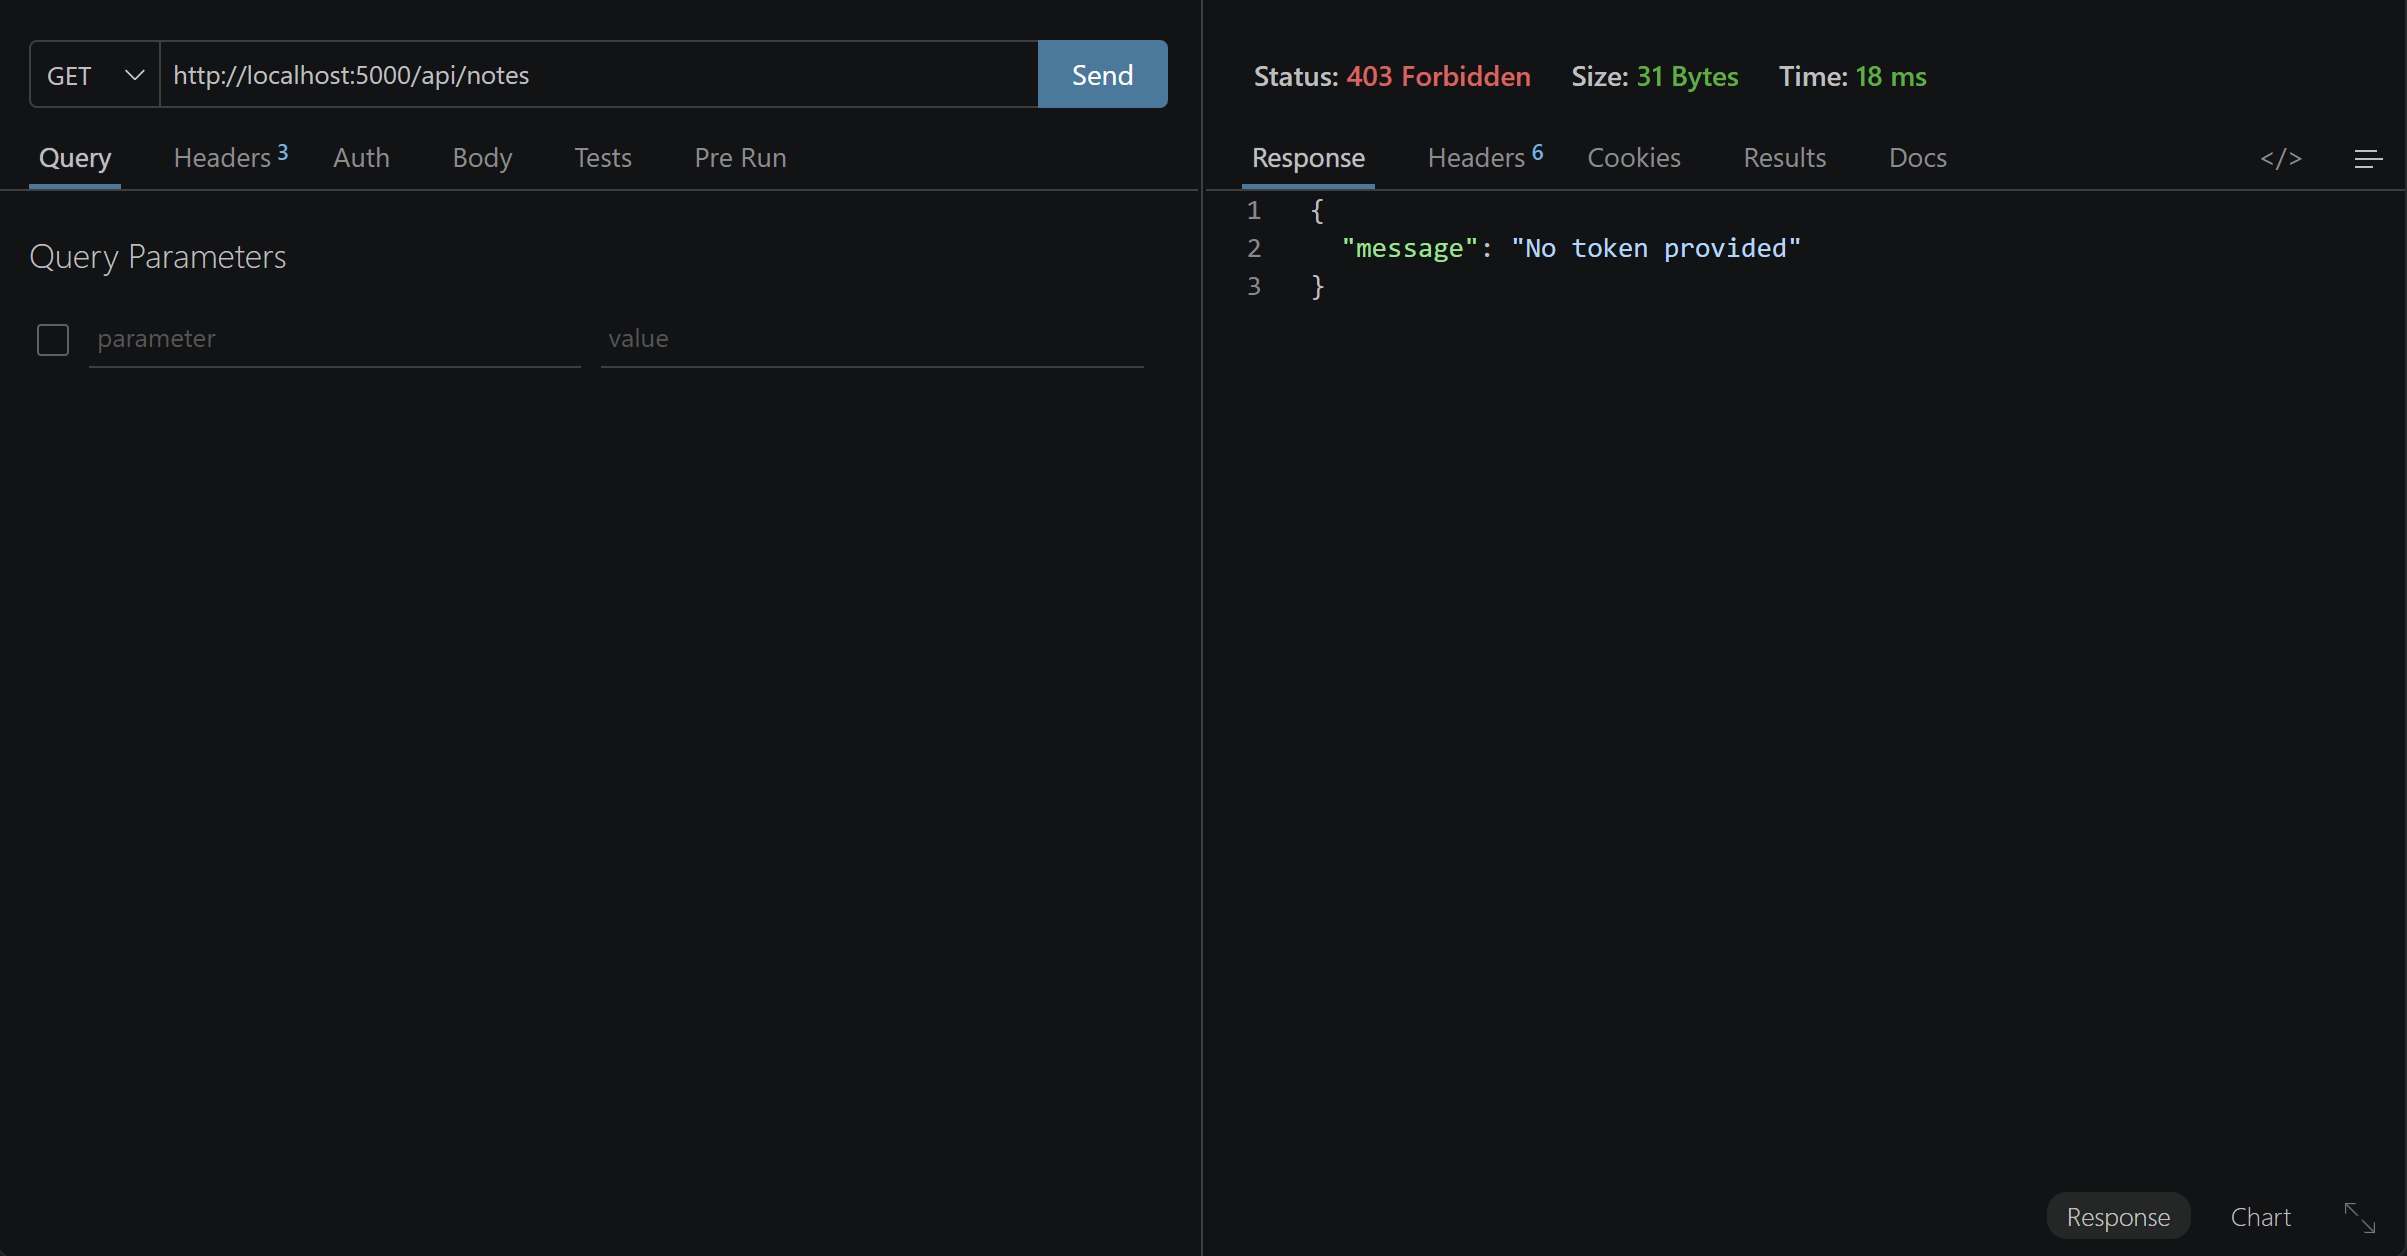 GET http://localhost:5000/api/notes Send
Query Headers 3 Auth Body Tests Pre Run
Query Parameters
parameter value
Status: 403 Forbidden Size: 31 Bytes Time: 18 ms
Response Headers 6 Cookies Results Docs </>
1 {
2 "message": "No token provided"
3 }
Response Chart